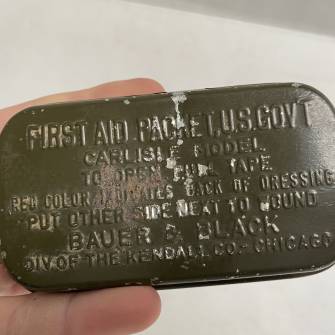 FIRST AID PACKET, U.S. GOV'T
CARLISLE MODEL
TO OPEN PULL TAPE
RED COLOR INDICATES BACK OF DRESSING
PUT OTHER SIDE NEXT TO WOUND
BAUER & BLACK
DIV. OF THE KENDALL CO.- CHICAGO